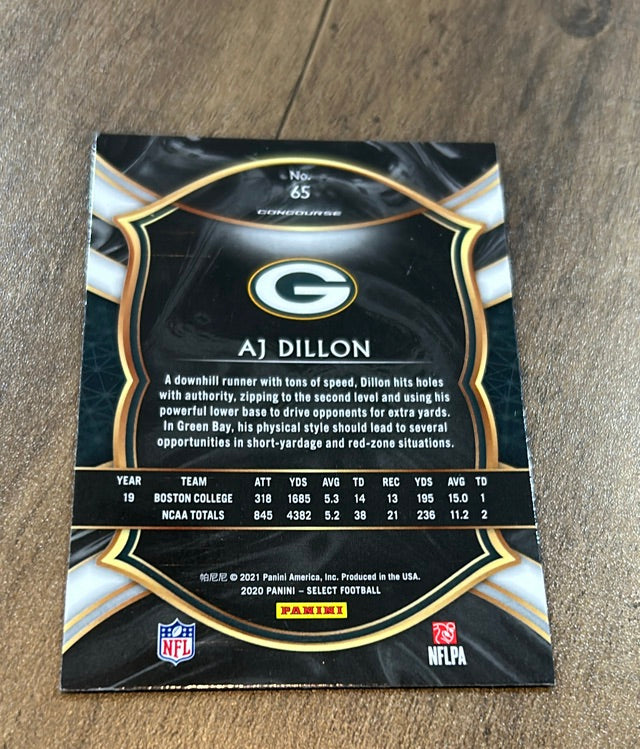 No.
65
CONCOURSE
G
AJ DILLON
A downhill runner with tons of speed, Dillon hits holes
with authority, zipping to the second level and using his
powerful lower base to drive opponents for extra yards.
In Green Bay, his physical style should lead to several
opportunities in short-yardage and red-zone situations.
YEAR TEAM ATT YDS AVG TD REC YDS AVG TD
19 BOSTON COLLEGE 318 1685 5.3 14 13 195 15.0 1
NCAA TOTALS 845 4382 5.2 38 21 236 11.2 2
帕尼尼 © 2021 Panini America, Inc. Produced in the USA.
2020 PANINI – SELECT FOOTBALL
PANINI
NFL
NFLPA